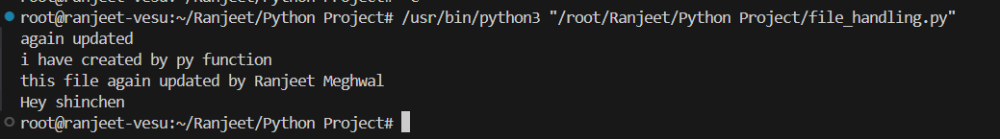 root@ranjeet-vesu:~/Ranjeet/Python Project# /usr/bin/python3 "/root/Ranjeet/Python Project/file_handling.py"
again updated
i have created by py function
this file again updated by Ranjeet Meghwal
Hey shinchen
root@ranjeet-vesu:~/Ranjeet/Python Project#